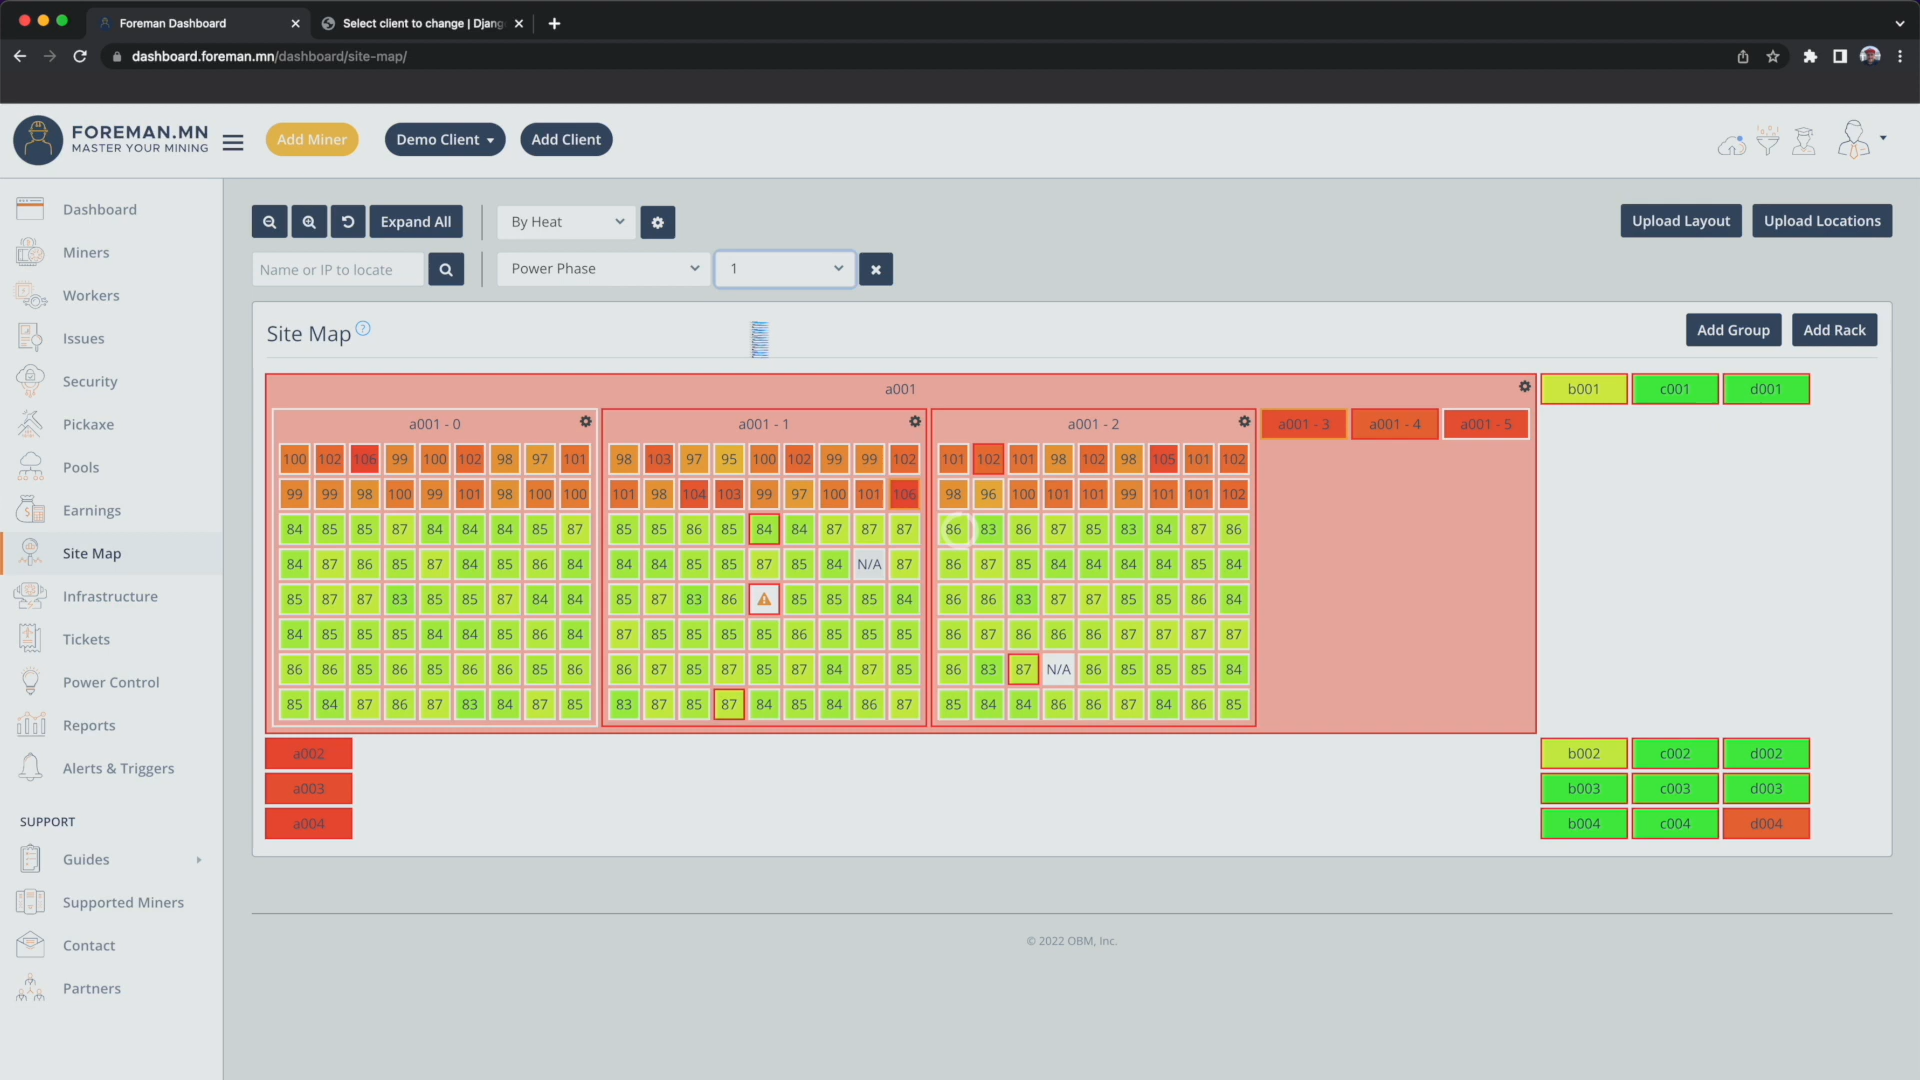 Foreman Dashboard
Select client to change | Djang
dashboard.foreman.mn/dashboard/site-map/
FOREMAN.MN
MASTER YOUR MINING
Add Miner
Demo Client
Add Client
Dashboard
Miners
Workers
Issues
Security
Pickaxe
Pools
Earnings
Site Map
Infrastructure
Tickets
Power Control
Reports
Alerts & Triggers
SUPPORT
Guides
Supported Miners
Contact
Partners
Expand All
By Heat
Upload Layout
Upload Locations
Name or IP to locate
Power Phase
1
Site Map
Add Group
Add Rack
a001
b001
c001
d001
a001 - 0
a001 - 1
a001 - 2
a001 - 3
a001 - 4
a001 - 5
100 102 106 99 100 102 98 97 101
99 99 98 100 99 101 98 100 100
84 85 85 87 84 84 85 87
84 87 86 85 87 84 85 86 84
85 87 87 83 85 85 87 84 84
84 85 85 85 84 84 85 86 84
86 86 85 86 85 86 86 85 86
85 84 87 86 87 83 84 87 85
98 103 97 95 100 102 99 99 102
101 98 104 103 99 97 100 101 106
85 85 86 85 84 84 87 87 87
84 84 85 85 87 85 84 N/A 87
85 87 83 86 85 85 85 84
87 85 85 85 85 86 85 85 85
86 87 85 87 85 87 84 87 85
83 87 85 87 84 85 84 86 87
101 102 101 98 102 98 105 101 102
98 96 100 101 101 99 101 101 102
86 83 86 87 85 83 84 87 86
86 87 85 84 84 84 84 85 84
86 86 83 87 87 85 85 86 84
86 87 86 86 86 87 87 87 87
86 83 87 N/A 86 85 85 85 84
85 84 84 86 86 87 84 86 85
a002
b002
c002
d002
a003
b003
c003
d003
a004
b004
c004
d004
© 2022 OBM, Inc.